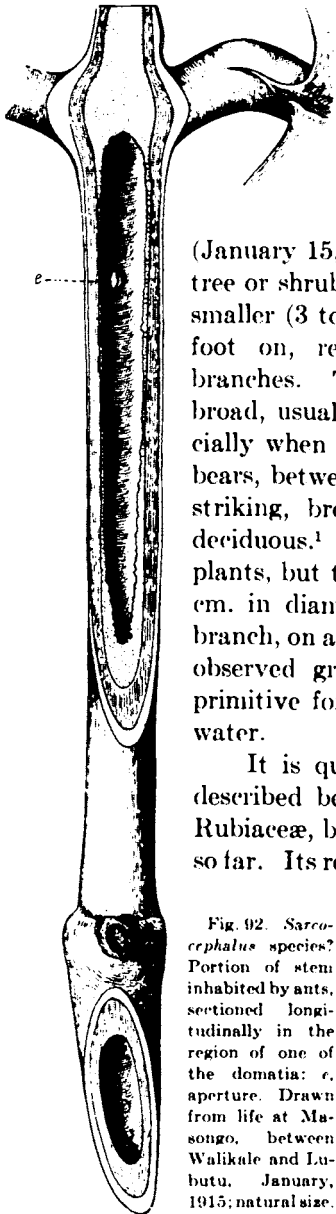 e
(January 15,
tree or shrub
smaller (3 to
foot on, re
branches. T
broad, usual
cially when
bears, betwee
striking, bre
deciduous.¹
plants, but t
cm. in diam
branch, on a
observed gr
primitive fo
water.
It is qu
described be
Rubiaceæ, b
so far. Its re
Fig. 92. Sarco-
cephalus species?
Portion of stem
inhabited by ants,
sectioned longi-
tudinally in the
region of one of
the domatia: e,
aperture. Drawn
from life at Ma-
songo, between
Walikale and Lu-
butu, January,
1915; natural size.